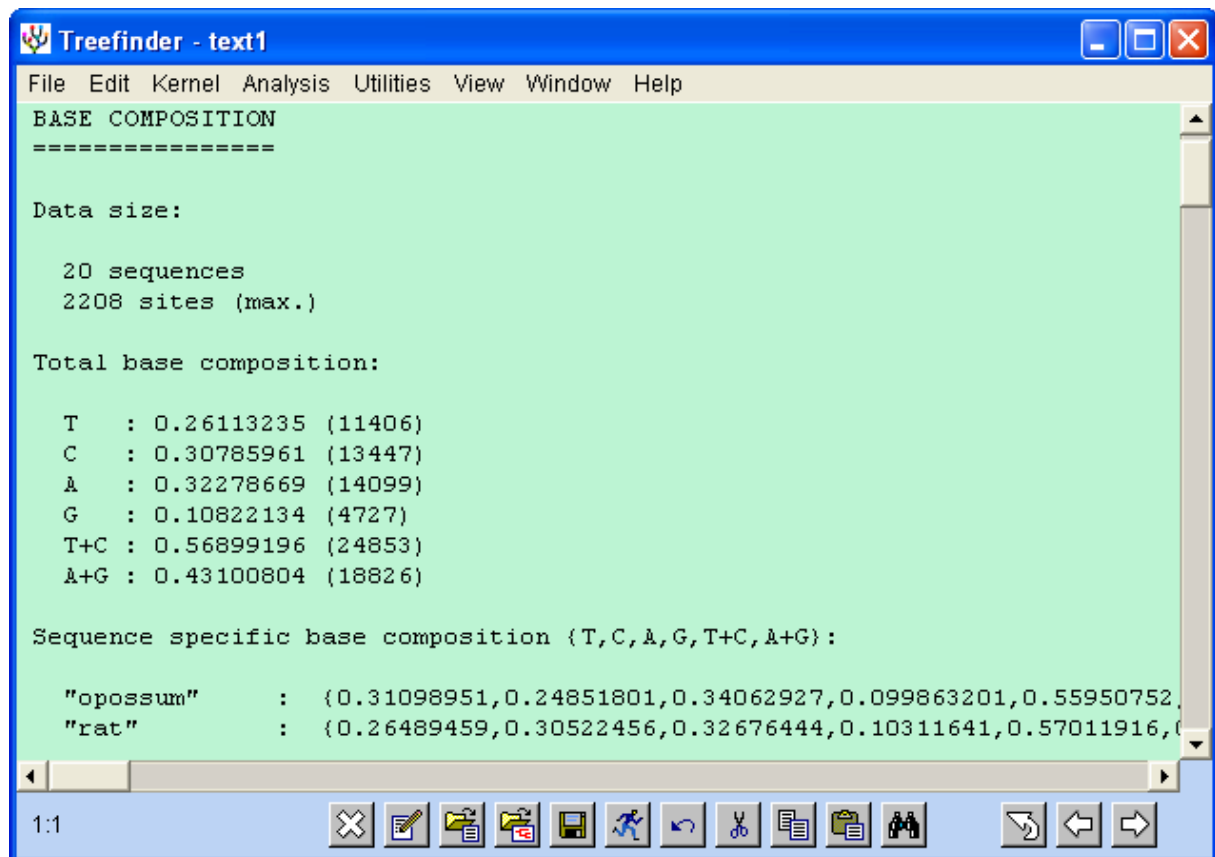 Treefinder - text1
File Edit Kernel Analysis Utilities View Window Help
BASE COMPOSITION
================
Data size:
20 sequences
2208 sites (max.)
Total base composition:
T : 0.26113235 (11406)
C : 0.30785961 (13447)
A : 0.32278669 (14099)
G : 0.10822134 (4727)
T+C : 0.56899196 (24853)
A+G : 0.43100804 (18826)
Sequence specific base composition {T,C,A,G,T+C,A+G}:
"opossum" : {0.31098951,0.24851801,0.34062927,0.099863201,0.55950752,
"rat" : {0.26489459,0.30522456,0.32676444,0.10311641,0.57011916,
1:1